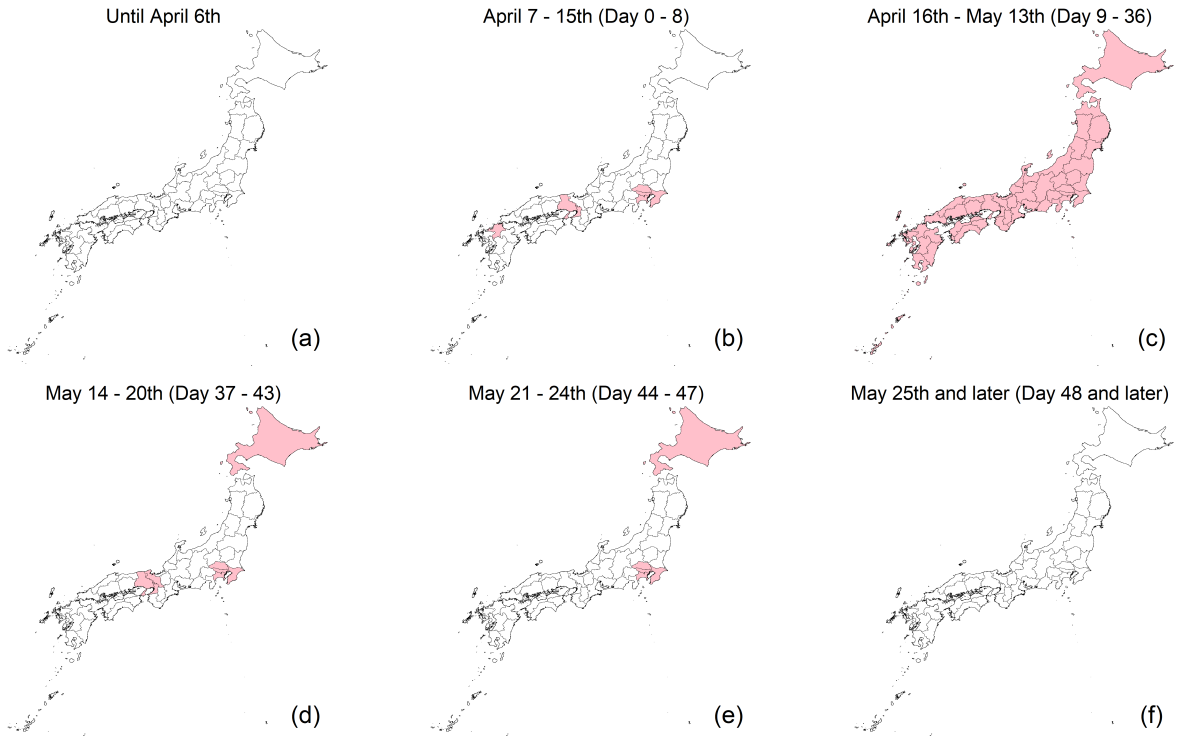 Until April 6th
April 7 - 15th (Day 0 - 8)
April 16th - May 13th (Day 9 - 36)
(a)
(b)
(c)
May 14 - 20th (Day 37 - 43)
May 21 - 24th (Day 44 - 47)
May 25th and later (Day 48 and later)
(d)
(e)
(f)